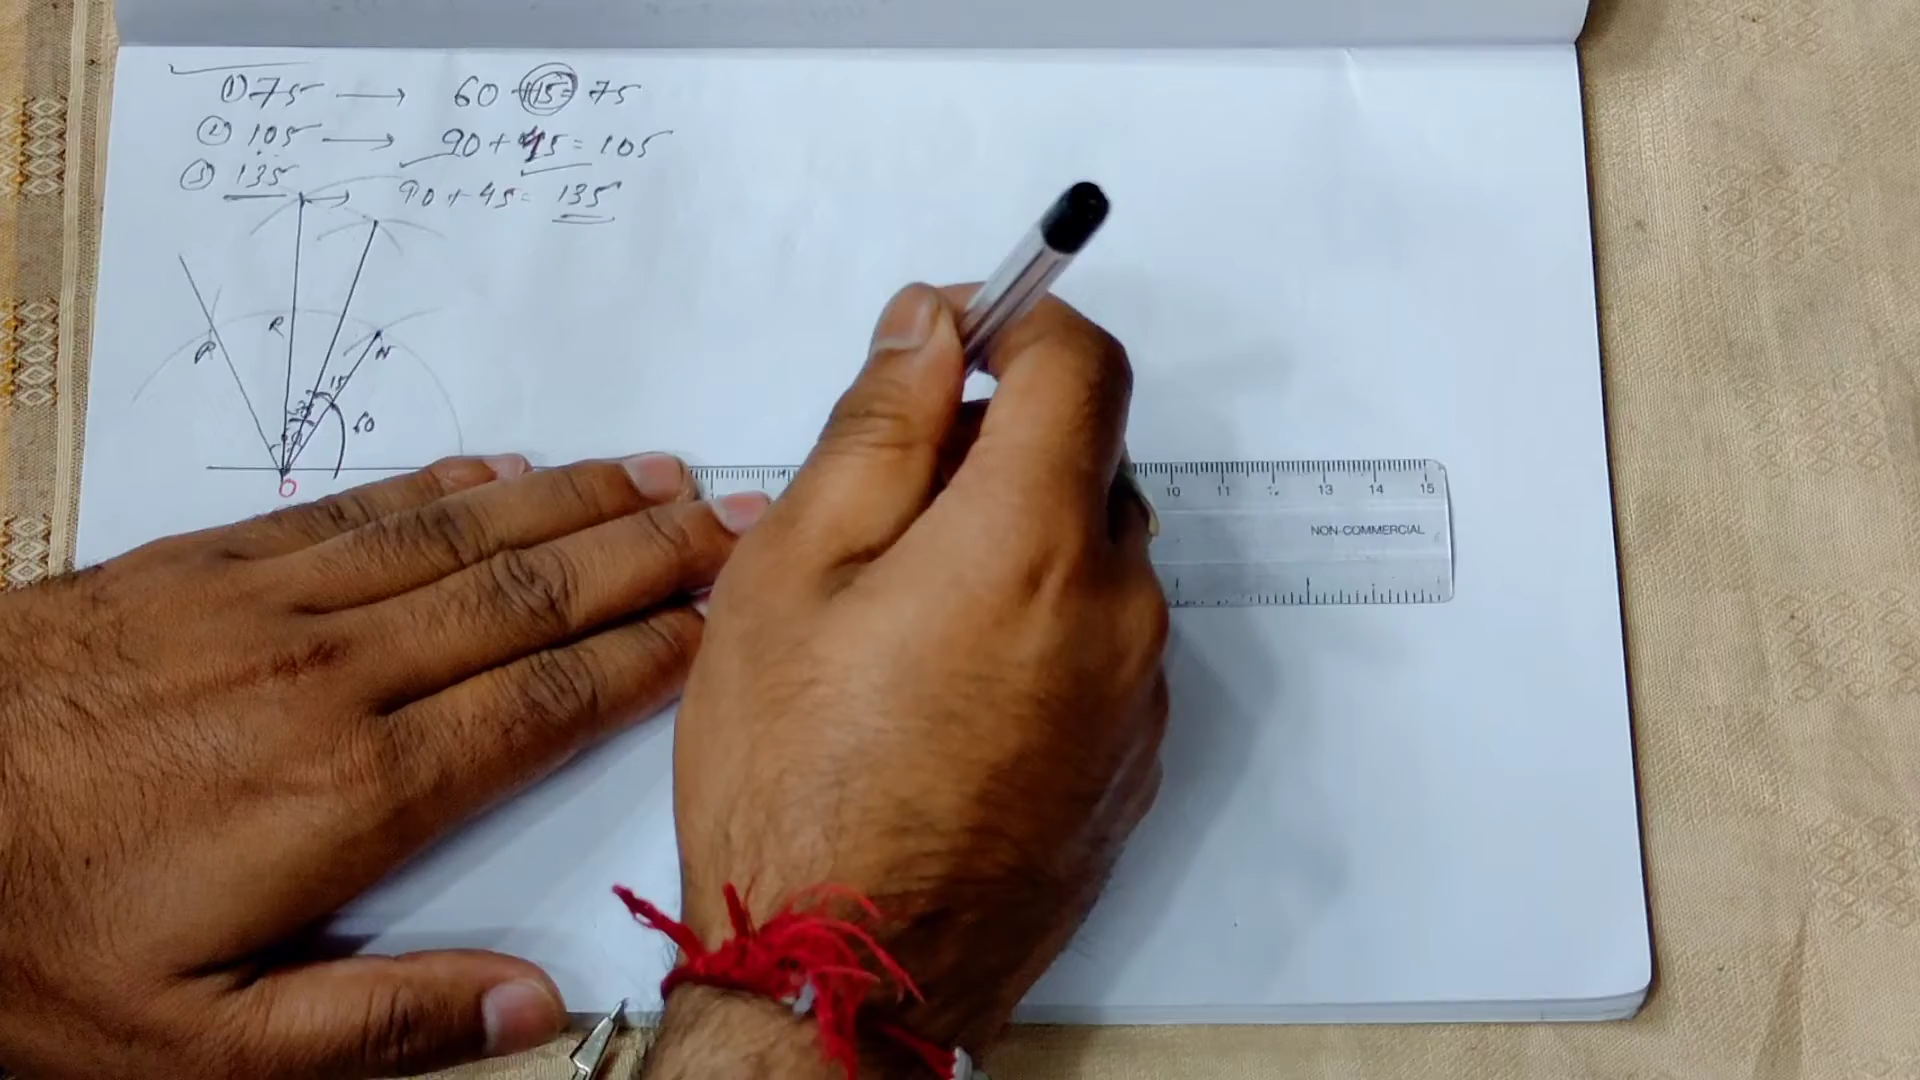 ① 75 → 60 +15= 75
② 105 → 90 + 15 = 105
③ 135 → 90 + 45 = 135
R
R
N
15
60
O
10 11 12 13 14 15
NON-COMMERCIAL